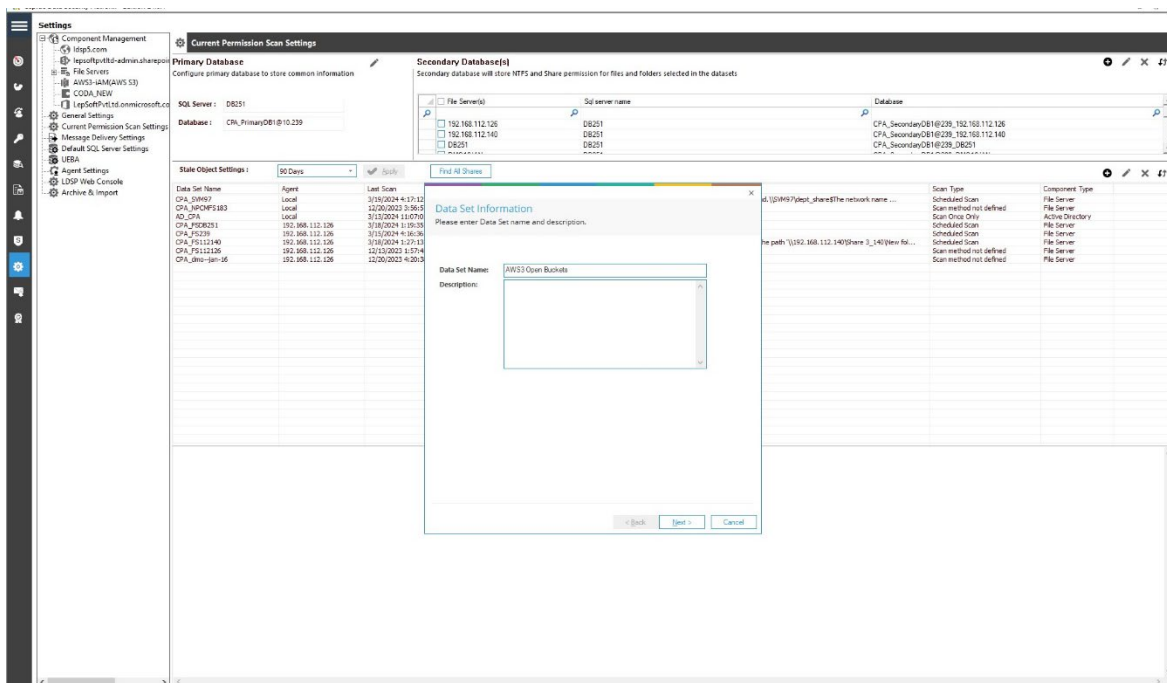 Settings
Component Management
ldsp5.com
lepsoftpvtltd-admin.sharepoir
File Servers
AWS3-iAM(AWS S3)
CODA_NEW
LepSoftPvtLtd.onmicrosoft.co
General Settings
Current Permission Scan Settings
Message Delivery Settings
Default SQL Server Settings
UEBA
Agent Settings
LDSP Web Console
Archive & Import
Current Permission Scan Settings
Primary Database
Configure primary database to store common information
SQL Server : DB251
Database : CPA_PrimaryDB1@10.239
Secondary Database(s)
Secondary database will store NTFS and Share permission for files and folders selected in the datasets
File Server(s) Sql server name Database
192.168.112.126 DB251 CPA_SecondaryDB1@239_192.168.112.126
192.168.112.140 DB251 CPA_SecondaryDB1@239_192.168.112.140
DB251 DB251 CPA_SecondaryDB1@239_DB251
Stale Object Settings : 90 Days Apply Find All Shares
Data Set Name Agent Last Scan Scan Type Component Type
CPA_SVM97 Local 3/19/2024 4:17:12 d. \\SVM97\dept_share$The network name ... Scheduled Scan File Server
CPA_NPCMFS183 Local 12/20/2023 3:56:5 Scan method not defined File Server
AD_CPA Local 3/13/2024 11:07:0 Scan Once Only Active Directory
CPA_FSDB251 192.168.112.126 3/18/2024 1:19:35 Scheduled Scan File Server
CPA_FS239 192.168.112.126 3/15/2024 4:16:36 Scheduled Scan File Server
CPA_FS112140 192.168.112.126 3/18/2024 1:27:13 he path "\\192.168.112.140\Share 3_140\New fol... Scheduled Scan File Server
CPA_FS112126 192.168.112.126 12/13/2023 1:57:4 Scan method not defined File Server
CPA_dmo--jan-16 192.168.112.126 12/20/2023 4:20:3 Scan method not defined File Server
Data Set Information
Please enter Data Set name and description.
Data Set Name: AWS3 Open Buckets
Description:
< Back Next > Cancel